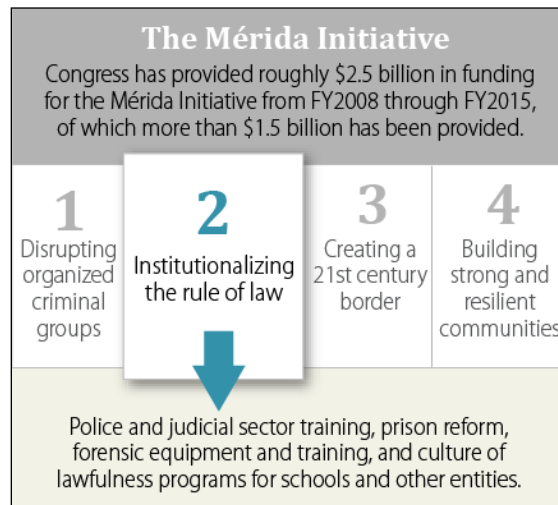 The Mérida Initiative
Congress has provided roughly $2.5 billion in funding
for the Mérida Initiative from FY2008 through FY2015,
of which more than $1.5 billion has been provided.
1
Disrupting
organized
criminal
groups
2
Institutionalizing
the rule of law
3
Creating a
21st century
border
4
Building
strong and
resilient
communities
Police and judicial sector training, prison reform,
forensic equipment and training, and culture of
lawfulness programs for schools and other entities.